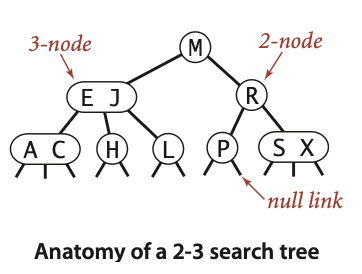 3-node
2-node
M
E J
R
A C
H
L
P
S X
null link
Anatomy of a 2-3 search tree